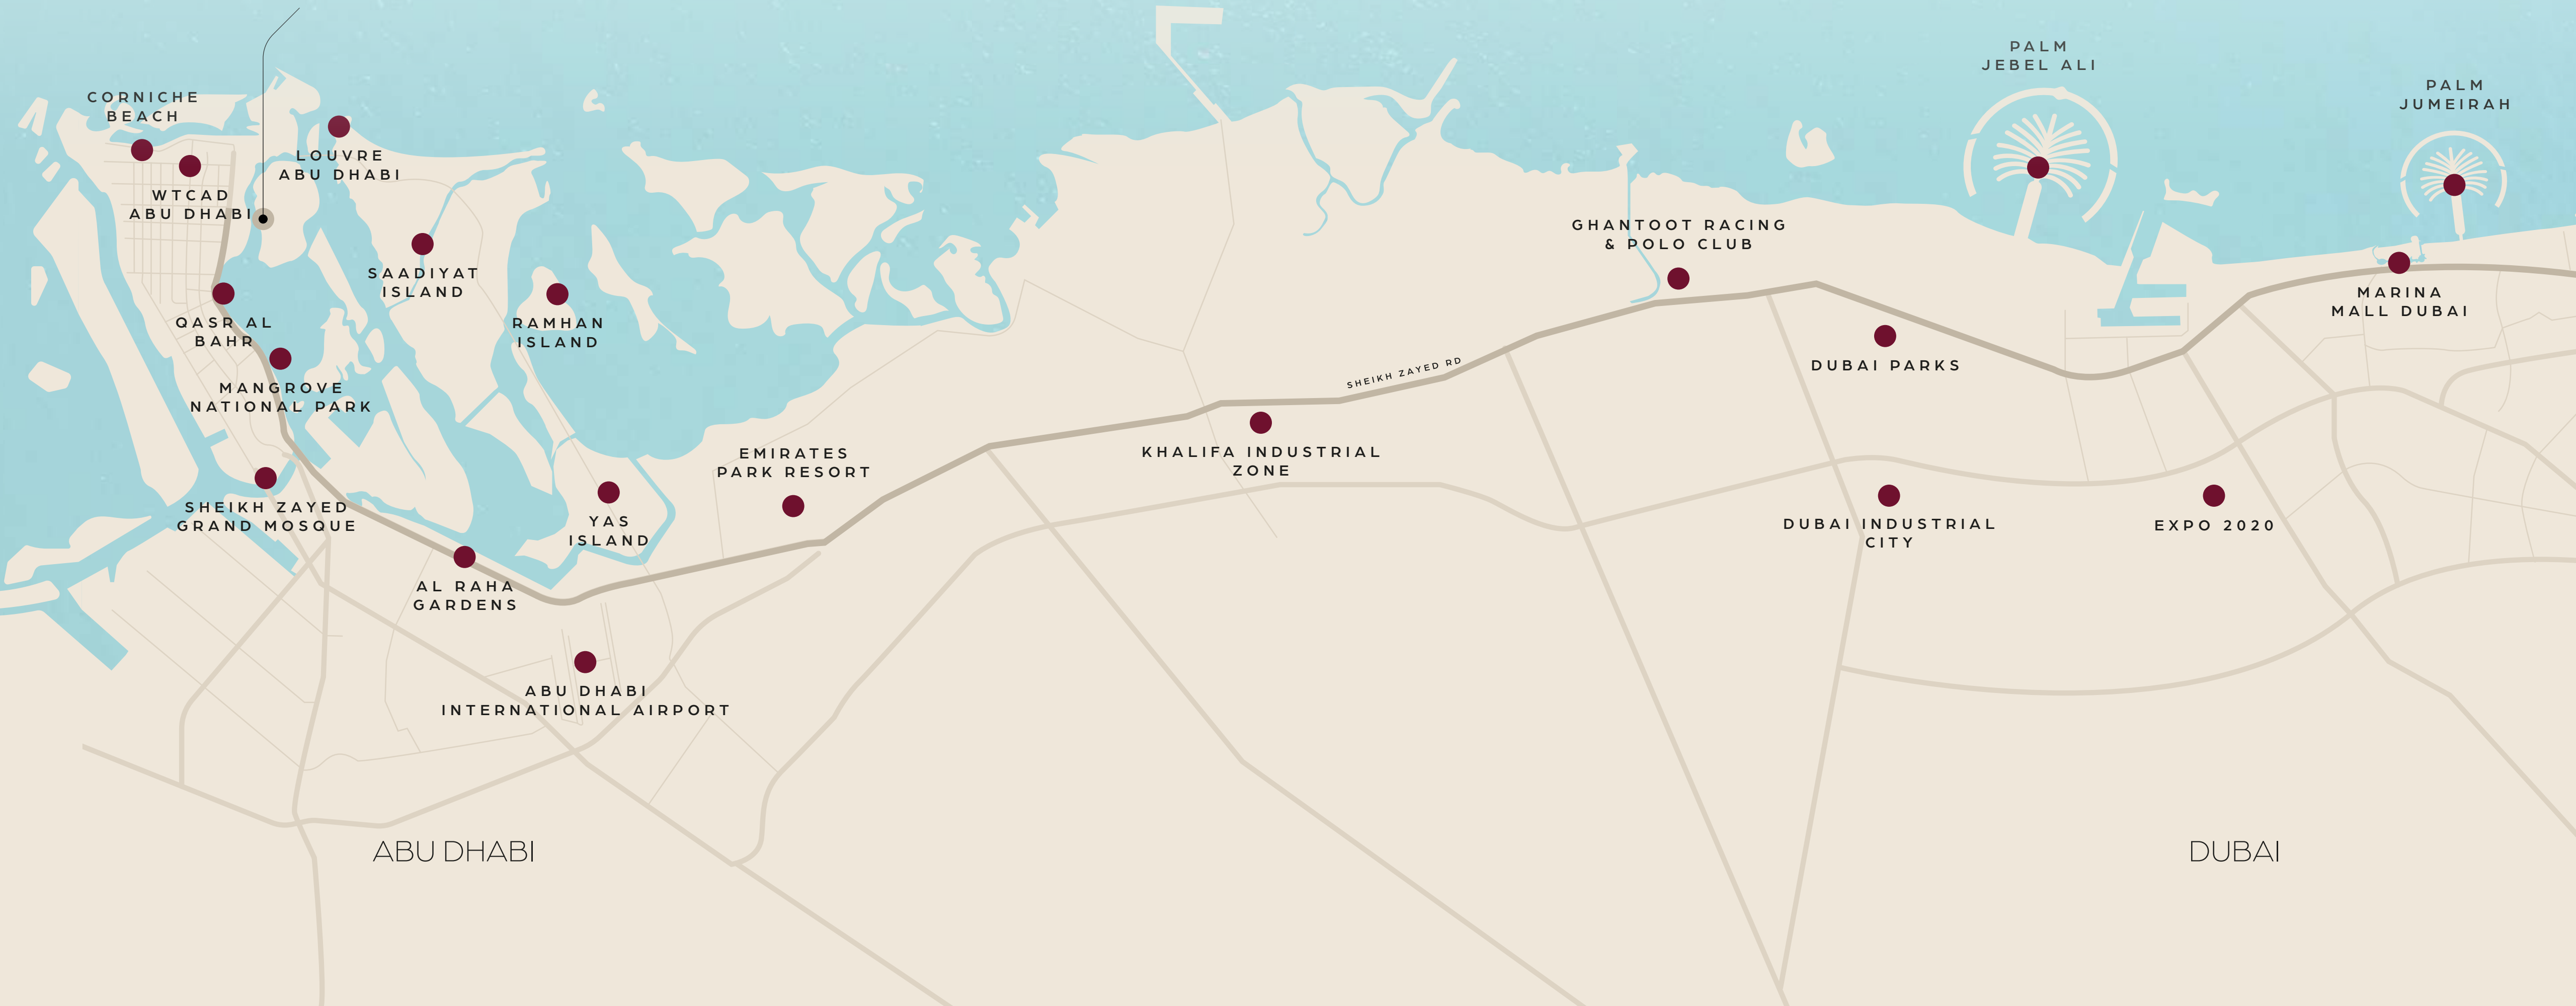 PALM
JEBEL ALI
PALM
JUMEIRAH
CORNICHE
BEACH
LOUVRE
ABU DHABI
WTCAD
ABU DHABI
GHANTOOT RACING
& POLO CLUB
SAADIYAT
ISLAND
MARINA
MALL DUBAI
QASR AL
BAHR
RAMHAN
ISLAND
SHEIKH ZAYED RD
DUBAI PARKS
MANGROVE
NATIONAL PARK
EMIRATES
PARK RESORT
KHALIFA INDUSTRIAL
ZONE
SHEIKH ZAYED
GRAND MOSQUE
YAS
ISLAND
DUBAI INDUSTRIAL
CITY
EXPO 2020
AL RAHA
GARDENS
ABU DHABI
INTERNATIONAL AIRPORT
ABU DHABI
DUBAI